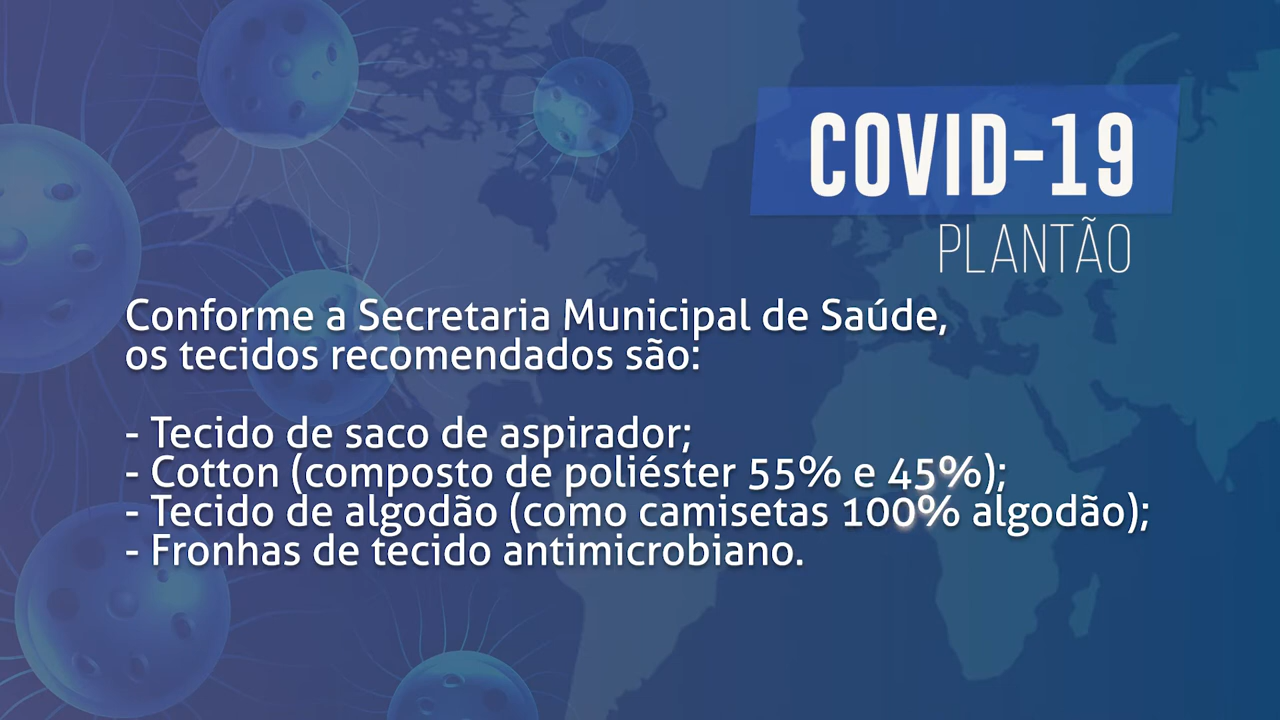 COVID-19
PLANTÃO
Conforme a Secretaria Municipal de Saúde,
os tecidos recomendados são:
- Tecido de saco de aspirador;
- Cotton (composto de poliéster 55% e 45%);
- Tecido de algodão (como camisetas 100% algodão);
- Fronhas de tecido antimicrobiano.